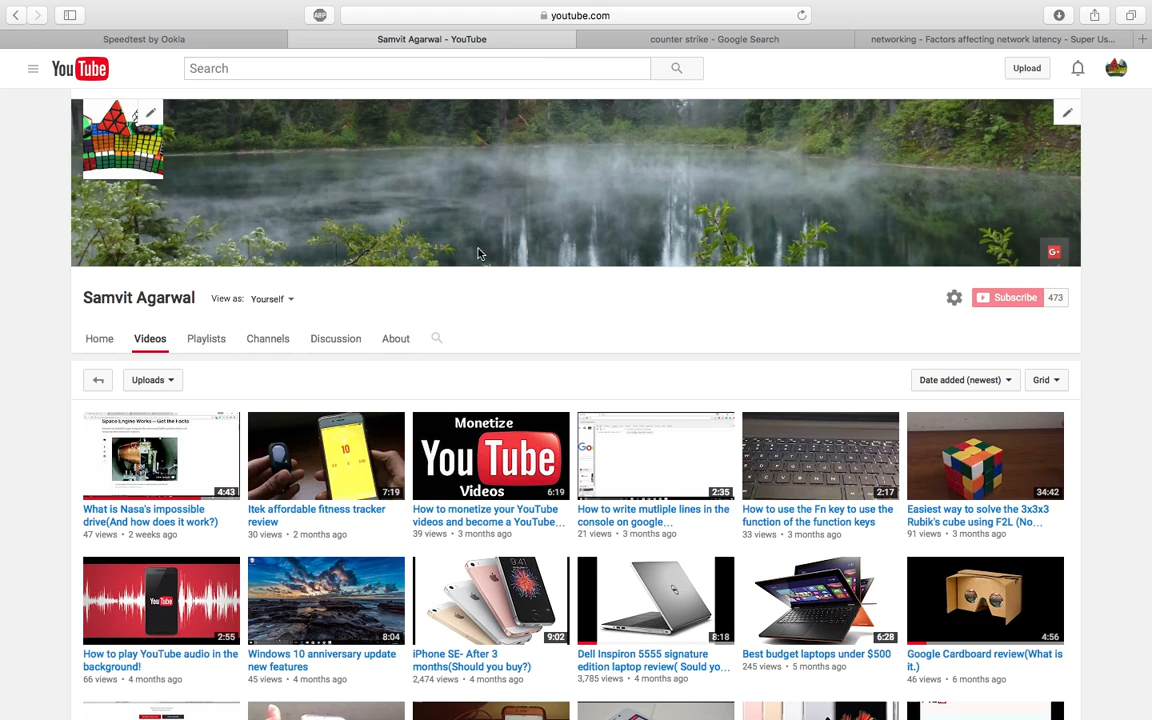 youtube.com
ABP
Speedtest by Ookla
Samvit Agarwal - YouTube
counter strike - Google Search
networking - Factors affecting network latency - Super Us...
YouTube
Search
Upload
G+
Samvit Agarwal
View as: Yourself
Subscribe 473
Home Videos Playlists Channels Discussion About
Uploads
Date added (newest) Grid
Space Engine Works—Get the Facts
4:43
10
7:19
Monetize
YouTube
Videos
6:19
2:35
2:17
34:42
What is Nasa's impossible
drive(And how does it work?)
47 views • 2 weeks ago
Itek affordable fitness tracker
review
30 views • 2 months ago
How to monetize your YouTube
videos and become a YouTube...
39 views • 3 months ago
How to write mutliple lines in the
console on google...
21 views • 3 months ago
How to use the Fn key to use the
function of the function keys
33 views • 3 months ago
Easiest way to solve the 3x3x3
Rubik's cube using F2L (No...
91 views • 3 months ago
YouTube
2:55
8:04
9:41
9:02
8:18
6:28
4:56
How to play YouTube audio in the
background!
66 views • 4 months ago
Windows 10 anniversary update
new features
45 views • 4 months ago
iPhone SE- After 3
months(Should you buy?)
2,474 views • 4 months ago
Dell Inspiron 5555 signature
edition laptop review( Sould yo...
3,785 views • 4 months ago
Best budget laptops under $500
245 views • 5 months ago
Google Cardboard review(What is
it.)
46 views • 6 months ago